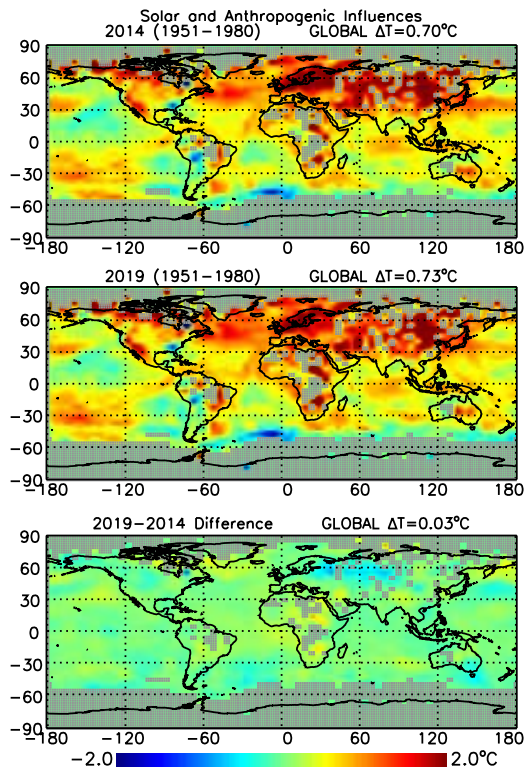 Solar and Anthropogenic Influences
2014 (1951−1980) GLOBAL ΔT=0.70°C
90
60
30
0
−30
−60
−90
−180 −120 −60 0 60 120 180
2019 (1951−1980) GLOBAL ΔT=0.73°C
90
60
30
0
−30
−60
−90
−180 −120 −60 0 60 120 180
2019−2014 Difference GLOBAL ΔT=0.03°C
90
60
30
0
−30
−60
−90
−180 −120 −60 0 60 120 180
−2.0 2.0°C